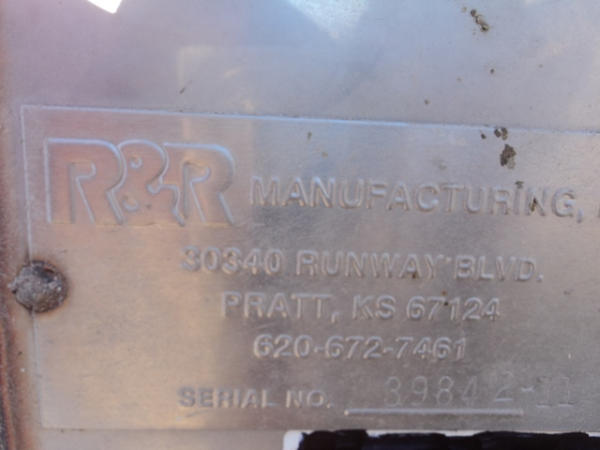 R&R MANUFACTURING,
30340 RUNWAY BLVD.
PRATT, KS 67124
620-672-7461
SERIAL NO. 39842-11